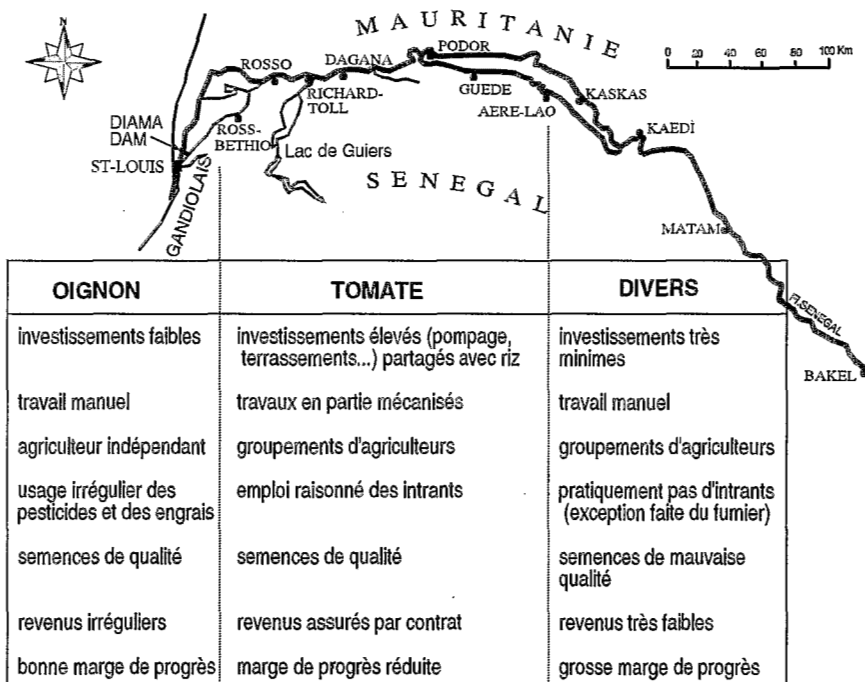 N
MAURITANIE
0 20 40 60 80 100 Km
PODOR
DAGANA
ROSSO
RICHARD-
TOLL
GUEDE
KASKAS
AERE-LAO
KAEDÌ
DIAMA
DAM
ROSS-
BETHIO
Lac de Guiers
ST-LOUIS
SENEGAL
GANDIOLAIS
MATAM
Fl.SENEGAL
BAKEL
OIGNON
investissements faibles
travail manuel
agriculteur indépendant
usage irrégulier des
pesticides et des engrais
semences de qualité
revenus irréguliers
bonne marge de progrès
TOMATE
investissements élevés (pompage,
terrassements...) partagés avec riz
travaux en partie mécanisés
groupements d'agriculteurs
emploi raisonné des intrants
semences de qualité
revenus assurés par contrat
marge de progrès réduite
DIVERS
investissements très
minimes
travail manuel
groupements d'agriculteurs
pratiquement pas d'intrants
(exception faite du fumier)
semences de mauvaise
qualité
revenus très faibles
grosse marge de progrès